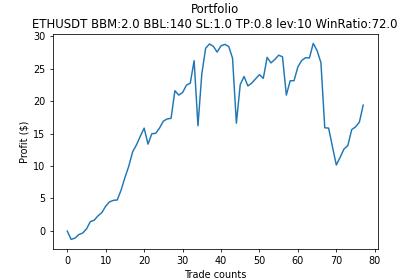 Portfolio
ETHUSDT BBM:2.0 BBL:140 SL:1.0 TP:0.8 lev:10 WinRatio:72.0
30
25
20
15
10
5
0
Profit ($)
0 10 20 30 40 50 60 70 80
Trade counts